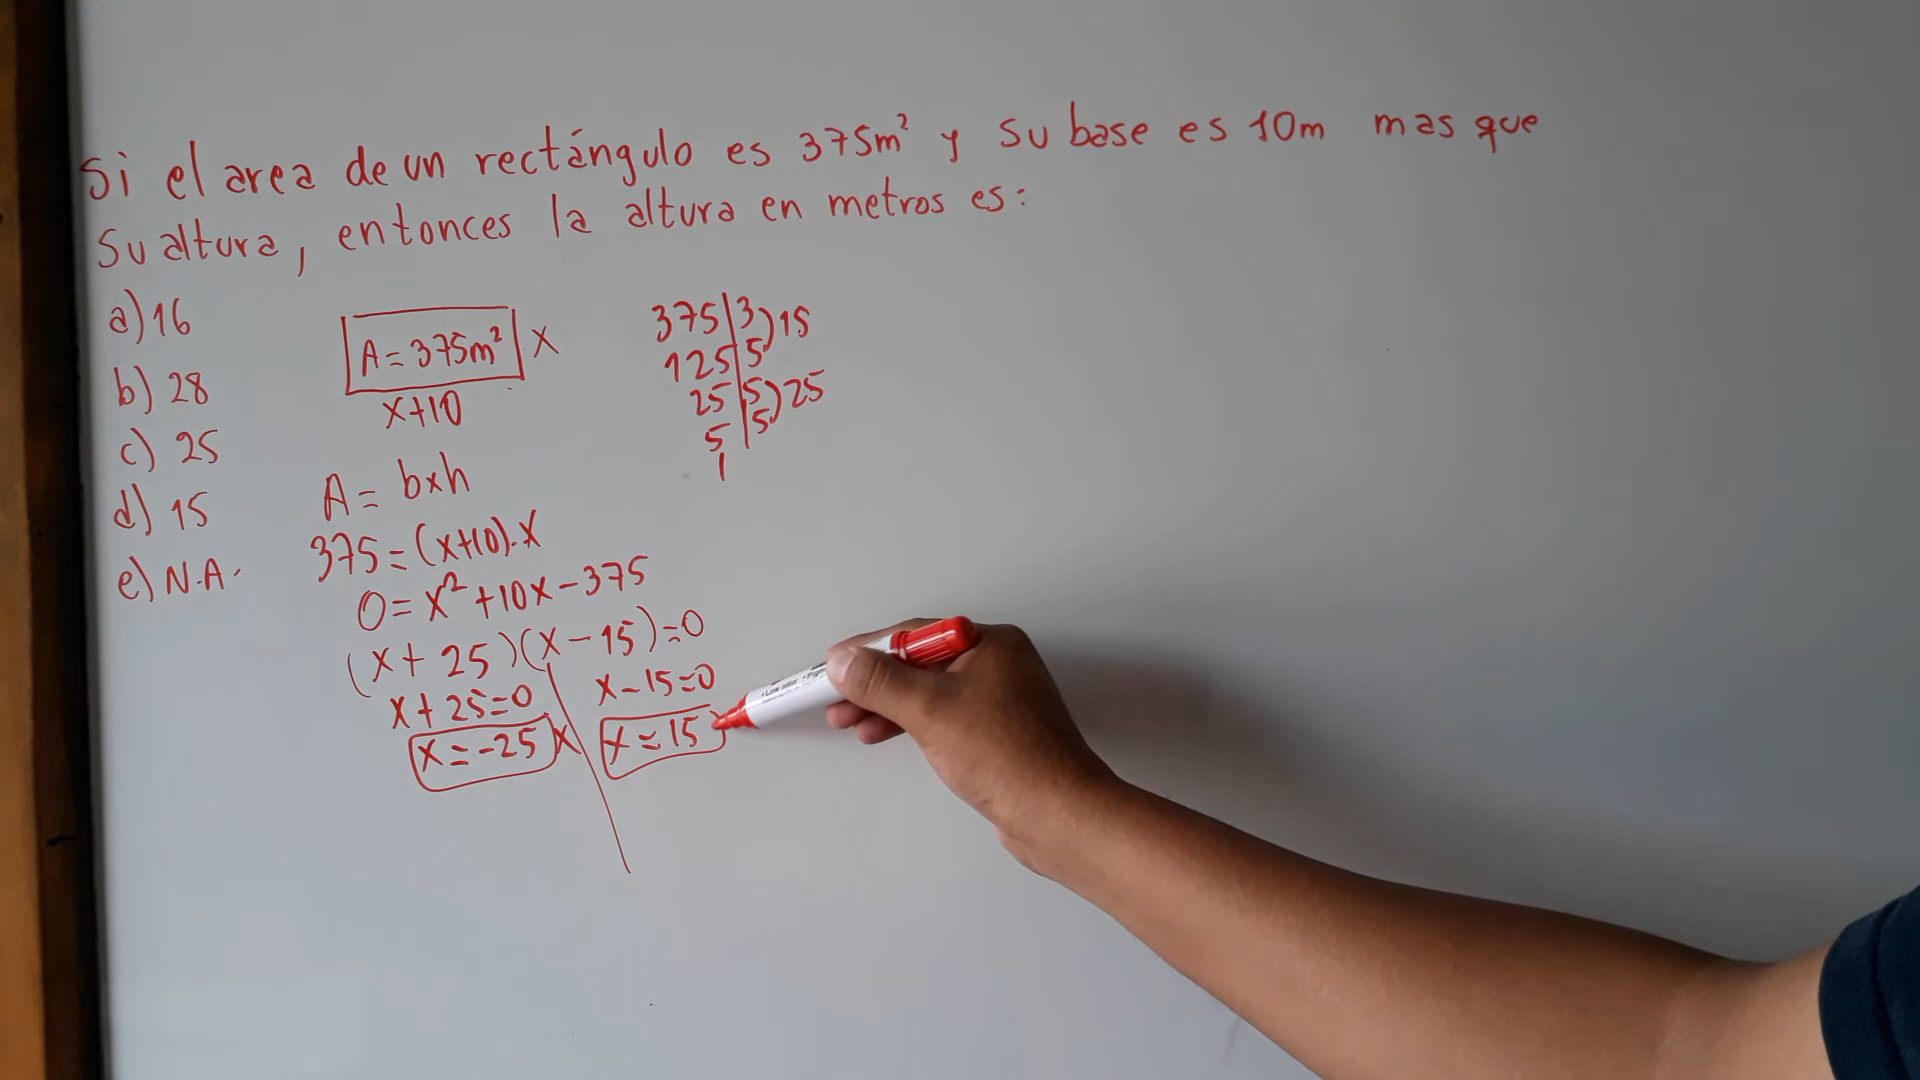 Si el area de un rectángulo es 375m² y su base es 10m mas que
su altura, entonces la altura en metros es:
a) 16
b) 28
c) 25
d) 15
e) N.A.
A = 375m² x
x+10
A = bxh
375 = (x+10).x
0 = x² + 10x - 375
(x + 25)(x - 15) = 0
x + 25 = 0
x = -25 x
x - 15 = 0
x = 15
375 | 3) 15
125 | 5
25 | 5) 25
5 | 5
1